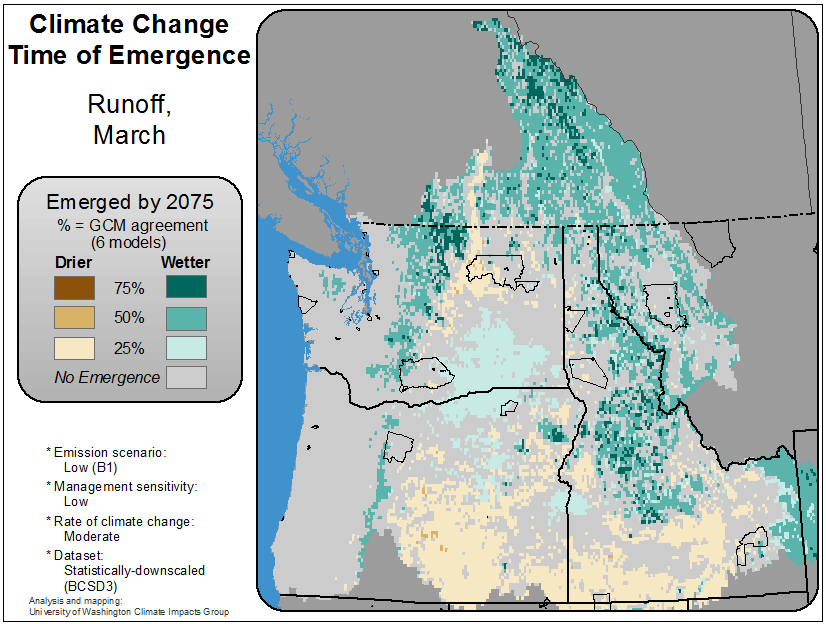 Climate Change
Time of Emergence
Runoff,
March
Emerged by 2075
% = GCM agreement
(6 models)
Drier Wetter
75%
50%
25%
No Emergence
* Emission scenario:
Low (B1)
* Management sensitivity:
Low
* Rate of climate change:
Moderate
* Dataset:
Statistically-downscaled
(BCSD3)
Analysis and mapping:
University of Washington Climate Impacts Group